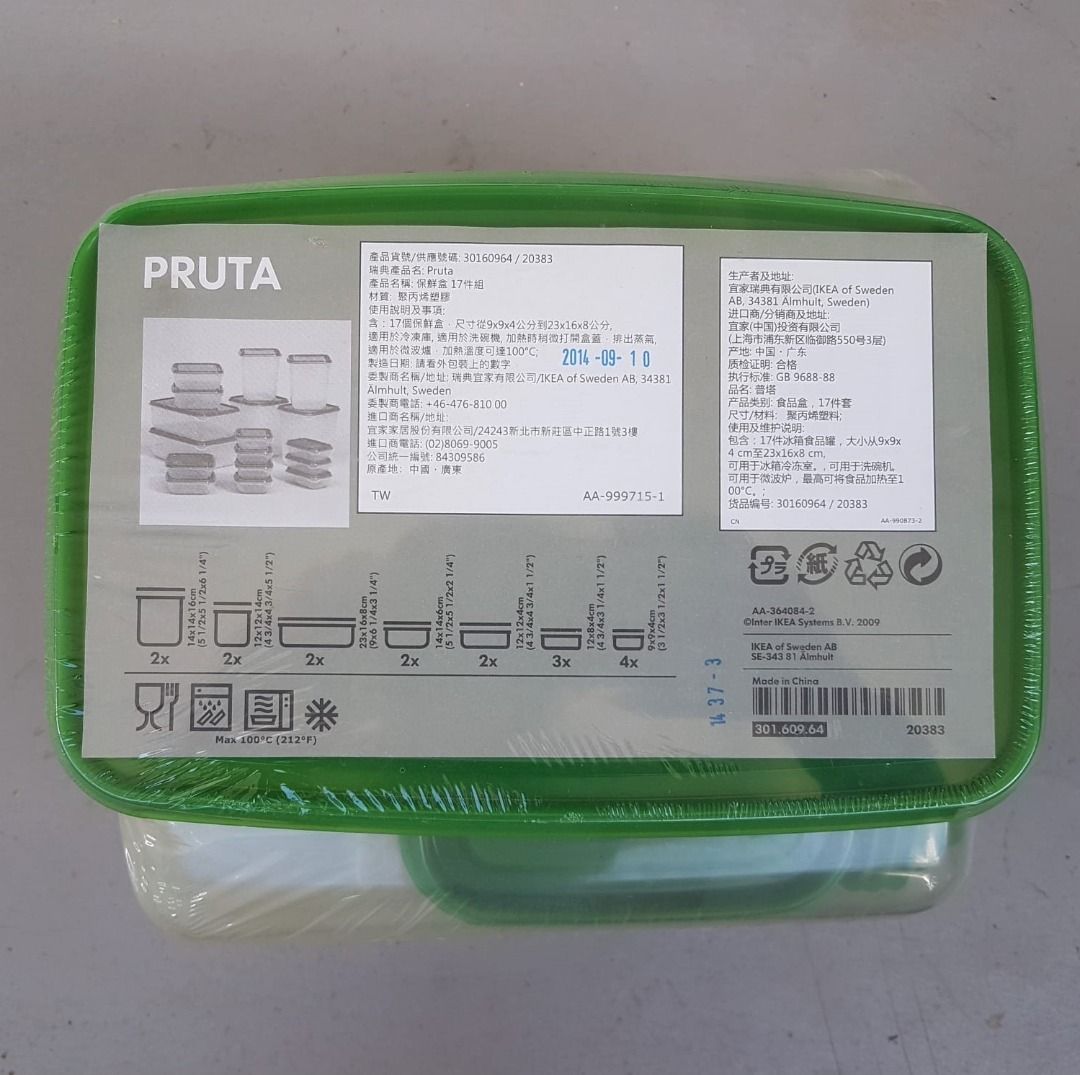 PRUTA
產品貨號/供應號碼: 30160964 / 20383
瑞典產品名: Pruta
產品名稱: 保鮮盒 17件組
材質: 聚丙烯塑膠
使用說明及事項:
含：17個保鮮盒，尺寸從9x9x4公分到23x16x8公分,
適用於冷凍庫, 適用於洗碗機, 加熱時稍微打開盒蓋，排出蒸氣,
適用於微波爐，加熱溫度可達100°C;
製造日期: 請看外包裝上的數字
2014-09-10
委製商名稱/地址: 瑞典宜家有限公司/IKEA of Sweden AB, 34381
Älmhult, Sweden
委製商電話: +46-476-810 00
進口商名稱/地址:
宜家家居股份有限公司/24243新北市新莊區中正路1號3樓
進口商電話: (02)8069-9005
公司統一編號: 84309586
原產地: 中國，廣東
TW
AA-999715-1
生产者及地址:
宜家瑞典有限公司(IKEA of Sweden
AB, 34381 Älmhult, Sweden)
进口商/分销商及地址:
宜家(中国)投资有限公司
(上海市浦东新区临御路550号3层)
产地: 中国，广东
质检证明: 合格
执行标准: GB 9688-88
品名: 普塔
产品类别: 食品盒，17件套
尺寸/材料: 聚丙烯塑料;
使用及维护说明:
包含：17件冰箱食品罐，大小从9x9x
4 cm至23x16x8 cm,
可用于冰箱冷冻室。, 可用于洗碗机,
可用于微波炉，最高可将食品加热至1
00°C。;
货品编号: 30160964 / 20383
CN
AA-990873-2
14x14x16cm
(5 1/2x5 1/2x6 1/4")
2x
12x12x14cm
(4 3/4x4 3/4x5 1/2")
2x
23x16x8cm
(9x6 1/4x3 1/4")
2x
14x14x6cm
(5 1/2x5 1/2x2 1/4")
2x
12x12x4cm
(4 3/4x4 3/4x1 1/2")
2x
12x8x4cm
(4 3/4x3 1/4x1 1/2")
3x
9x9x4cm
(3 1/2x3 1/2x1 1/2")
4x
Max 100°C (212°F)
プラ
紙
AA-364084-2
©Inter IKEA Systems B.V. 2009
IKEA of Sweden AB
SE-343 81 Älmhult
1437-3
Made in China
301.609.64
20383